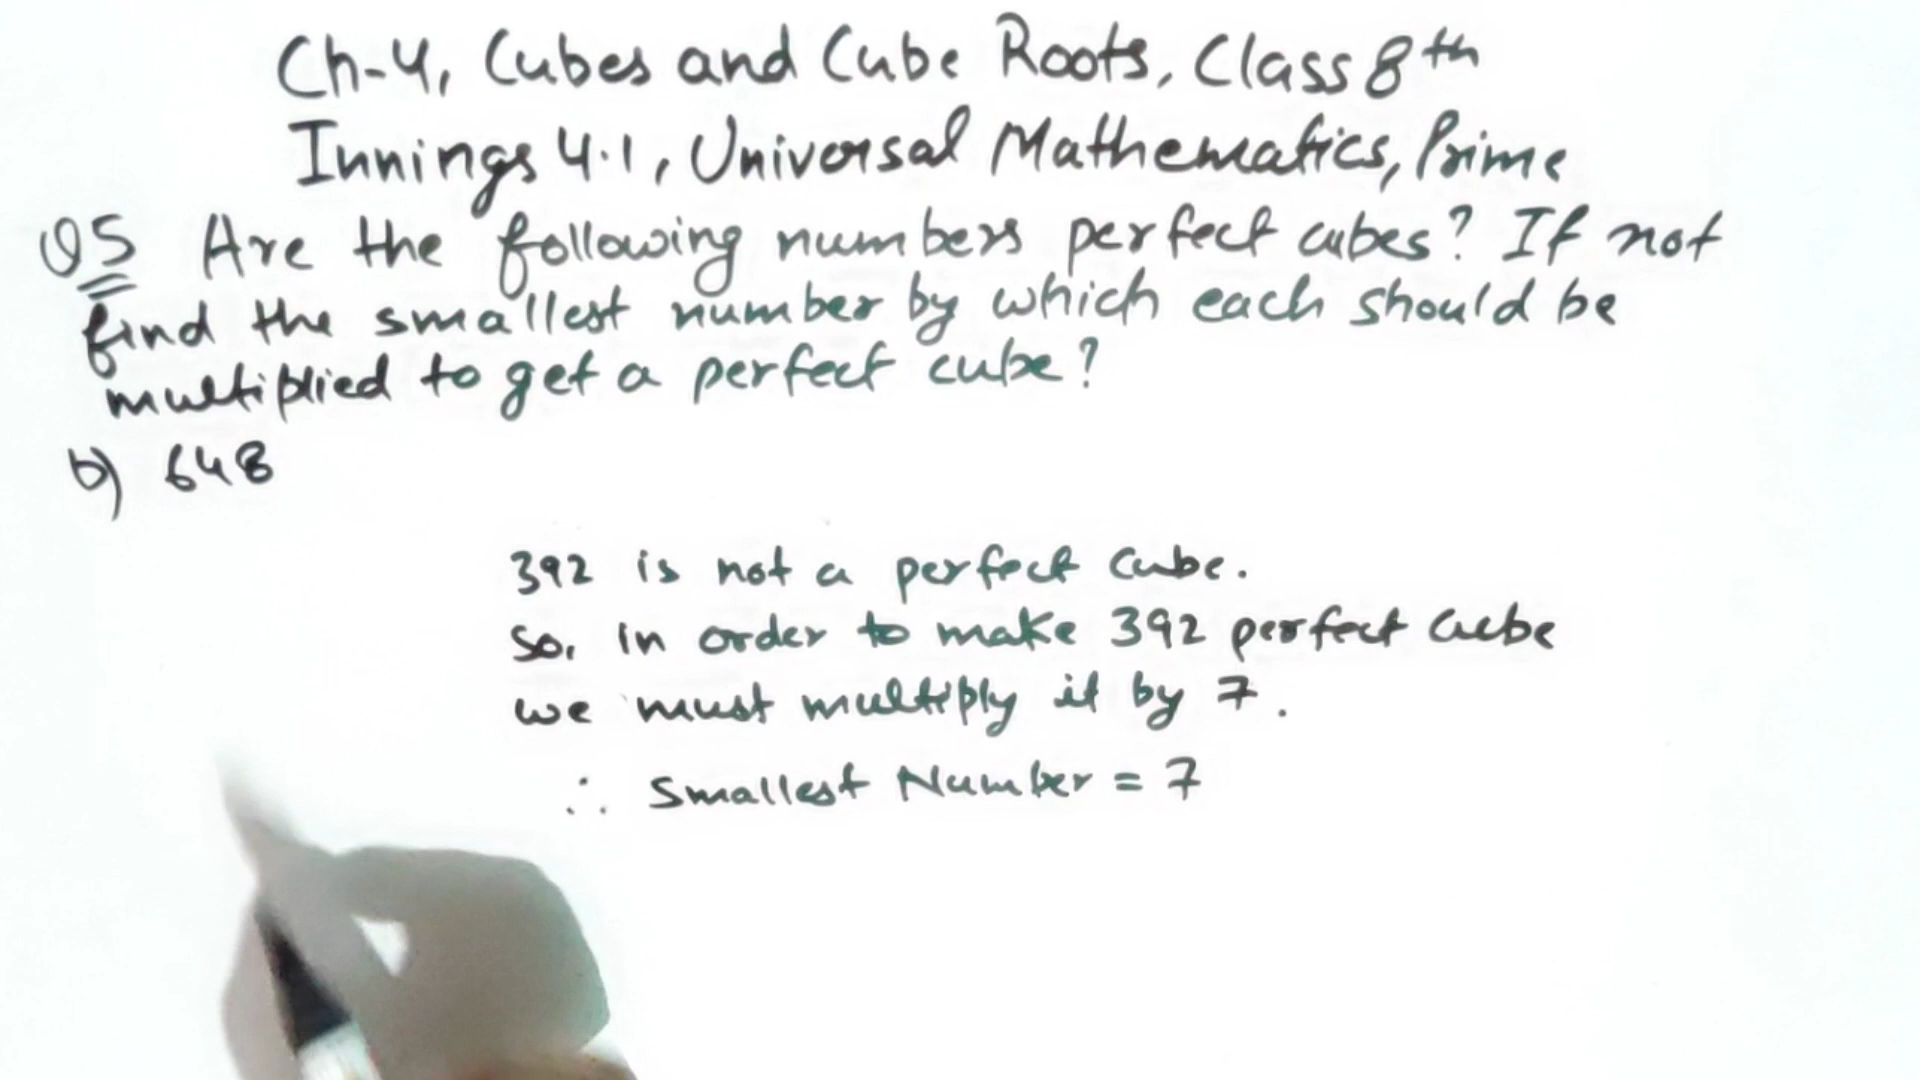 Ch-4, Cubes and Cube Roots, Class 8th
Innings 4.1, Universal Mathematics, Prime
Q5 Are the following numbers perfect cubes? If not
find the smallest number by which each should be
multiplied to get a perfect cube?
b) 648
392 is not a perfect cube.
So, in order to make 392 perfect cube
we must multiply it by 7.
∴ Smallest Number = 7